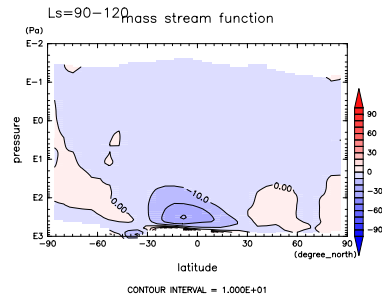 Ls=90-120
mass stream function
(Pa)
E-2
E-1
E0
E1
E2
E3
pressure
-10.0
0.00
0.00
-90
-60
-30
0
30
60
90
(degree_north)
latitude
90
60
30
0
-30
-60
-90
CONTOUR INTERVAL = 1.000E+01